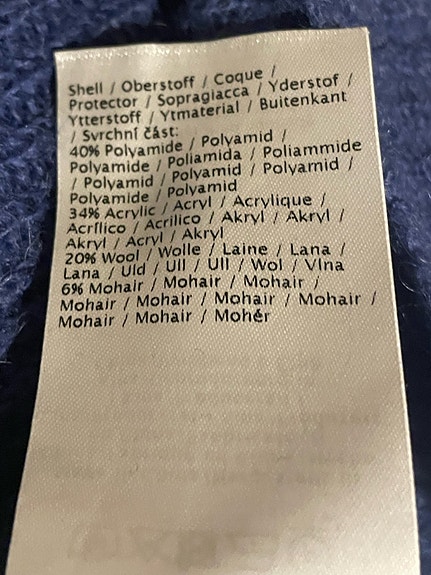 Shell / Oberstoff / Coque /
Protector / Sopragiacca / Yderstof /
Ytterstoff / Ytmaterial / Buitenkant
/ Svrchní část:
40% Polyamide / Polyamid /
Polyamide / Poliamida / Poliammide
/ Polyamid / Polyamid / Polyamid /
Polyamide / Polyamid
34% Acrylic / Acryl / Acrylique /
Acrílico / Acrilico / Akryl / Akryl /
Akryl / Acryl / Akryl
20% Wool / Wolle / Laine / Lana /
Lana / Uld / Ull / Ull / Wol / Vlna
6% Mohair / Mohair / Mohair /
Mohair / Mohair / Mohair / Mohair /
Mohair / Mohair / Mohér